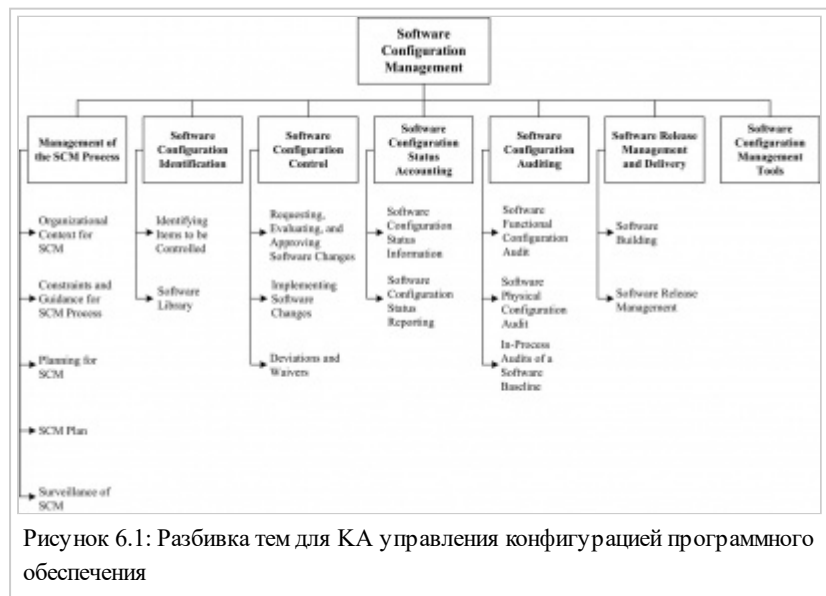 Software
Configuration
Management
Management of
the SCM Process
Software
Configuration
Identification
Software
Configuration
Control
Software
Configuration
Status
Accounting
Software
Configuration
Auditing
Software Release
Management
and Delivery
Software
Configuration
Management
Tools
Organizational
Context for
SCM
Constraints and
Guidance for
SCM Process
Planning for
SCM
SCM Plan
Surveillance of
SCM
Identifying
Items to be
Controlled
Software
Library
Requesting,
Evaluating, and
Approving
Software Changes
Implementing
Software
Changes
Deviations and
Waivers
Software
Configuration
Status
Information
Software
Configuration
Status
Reporting
Software
Functional
Configuration
Audit
Software
Physical
Configuration
Audit
In-Process
Audits of a
Software
Baseline
Software
Building
Software Release
Management
Рисунок 6.1: Разбивка тем для KA управления конфигурацией программного
обеспечения